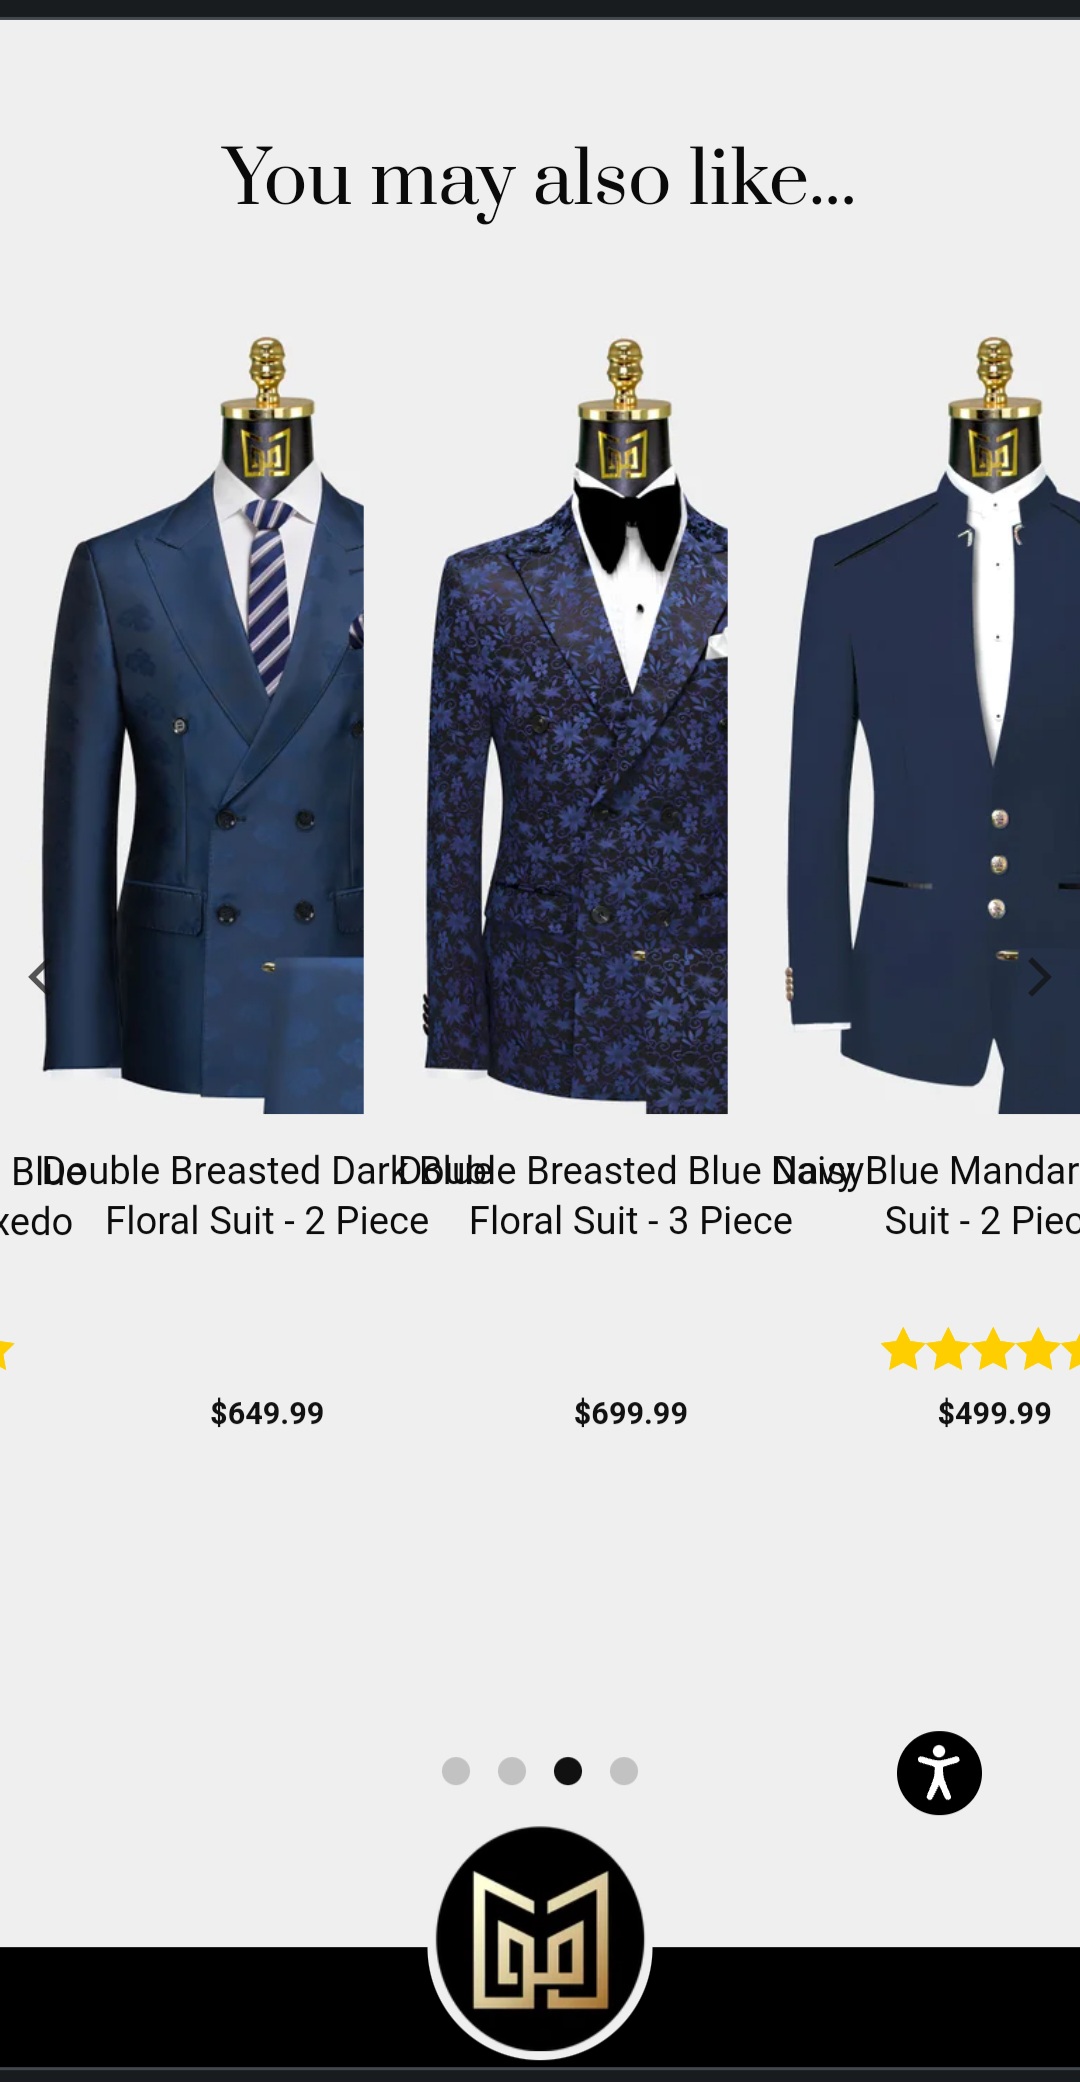 You may also like...
Blue
xedo
Double Breasted Dark Blue
Floral Suit - 2 Piece
Double Breasted Blue Daisy
Floral Suit - 3 Piece
Navy Blue Mandar
Suit - 2 Piec
$649.99
$699.99
$499.99